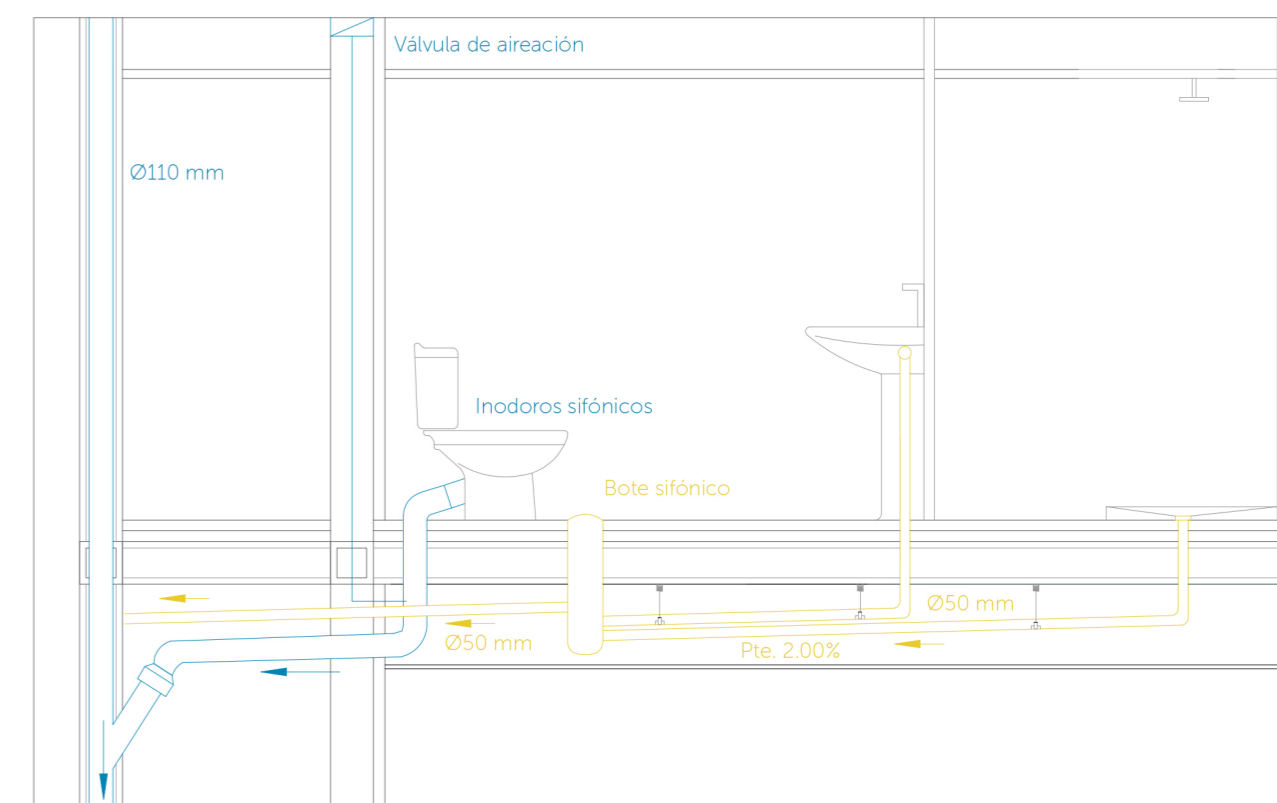 Válvula de aireación
Ø110 mm
Inodoros sifónicos
Bote sifónico
Ø50 mm
Ø50 mm
Pte. 2.00%